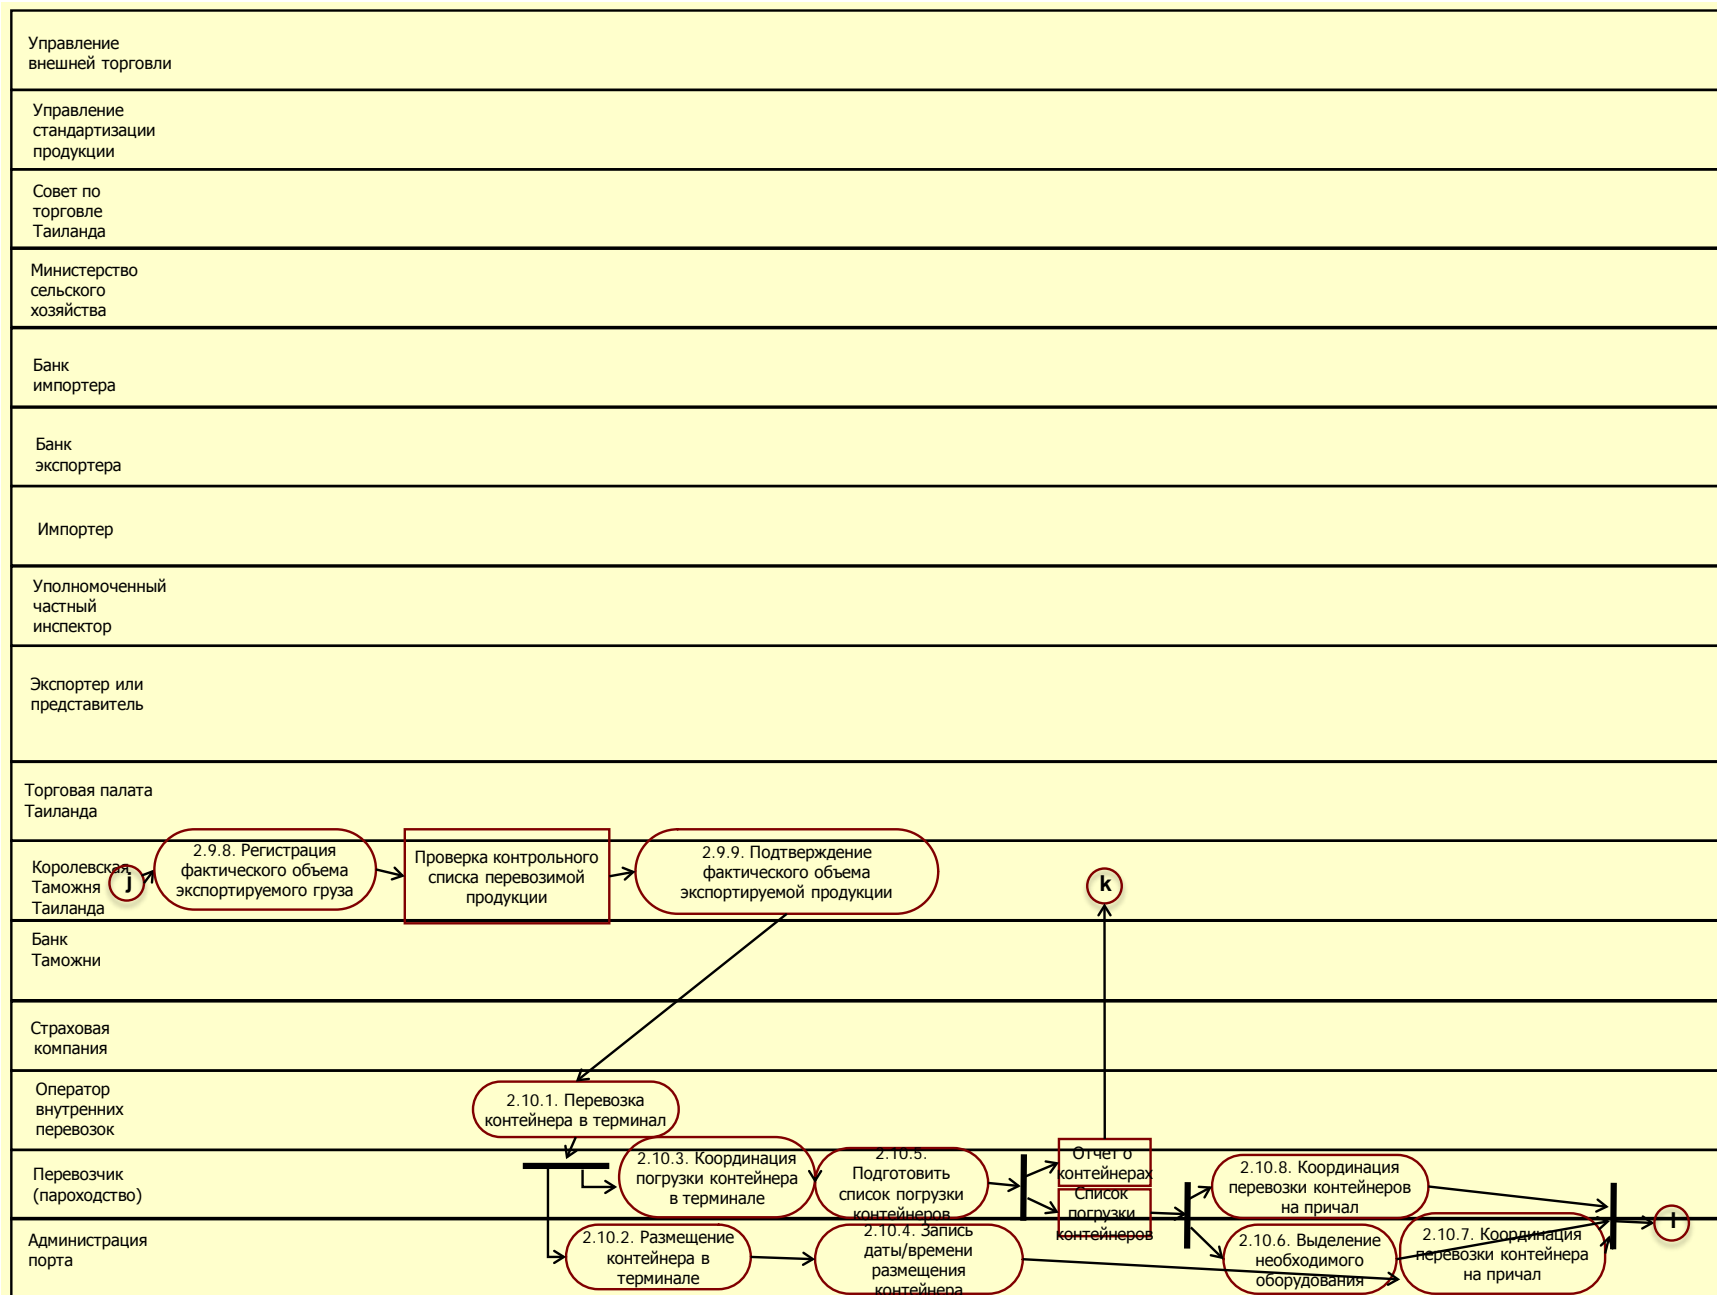 Управление
внешней торговли
Управление
стандартизации
продукции
Совет по
торговле
Таиланда
Министерство
сельского
хозяйства
Банк
импортера
Банк
экспортера
Импортер
Уполномоченный
частный
инспектор
Экспортер или
представитель
Торговая палата
Таиланда
Королевская
Таможня
Таиланда
j
2.9.8. Регистрация
фактического объема
экспортируемого груза
Проверка контрольного
списка перевозимой
продукции
2.9.9. Подтверждение
фактического объема
экспортируемой продукции
k
Банк
Таможни
Страховая
компания
Оператор
внутренних
перевозок
2.10.1. Перевозка
контейнера в терминал
Перевозчик
(пароходство)
2.10.3. Координация
погрузки контейнера
в терминале
2.10.5.
Подготовить
список погрузки
контейнеров
Отчет о
контейнерах
Список
погрузки
контейнеров
2.10.8. Координация
перевозки контейнеров
на причал
Администрация
порта
2.10.2. Размещение
контейнера в
терминале
2.10.4. Запись
даты/времени
размещения
контейнера
2.10.6. Выделение
необходимого
оборудования
2.10.7. Координация
перевозки контейнера
на причал
l